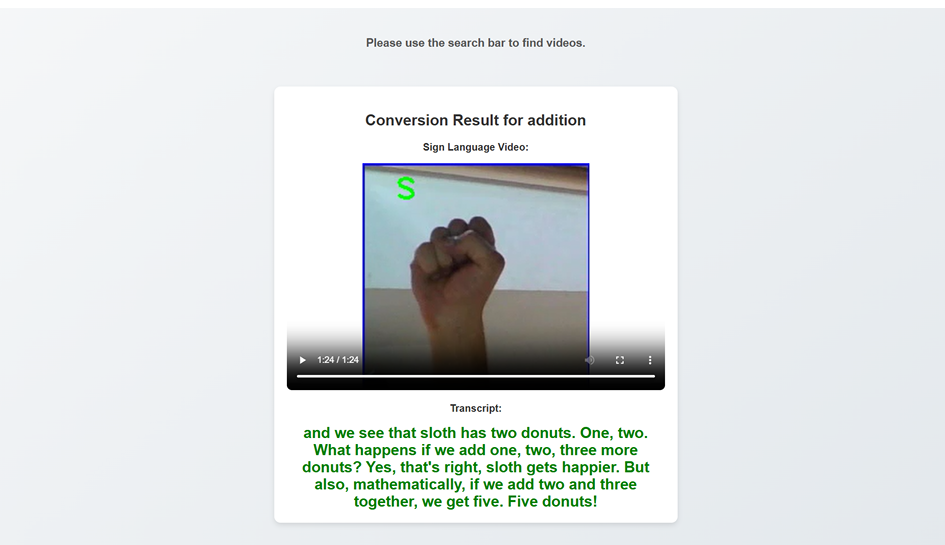 Please use the search bar to find videos.
Conversion Result for addition
Sign Language Video:
S
1:24 / 1:24
Transcript:
and we see that sloth has two donuts. One, two.
What happens if we add one, two, three more
donuts? Yes, that's right, sloth gets happier. But
also, mathematically, if we add two and three
together, we get five. Five donuts!